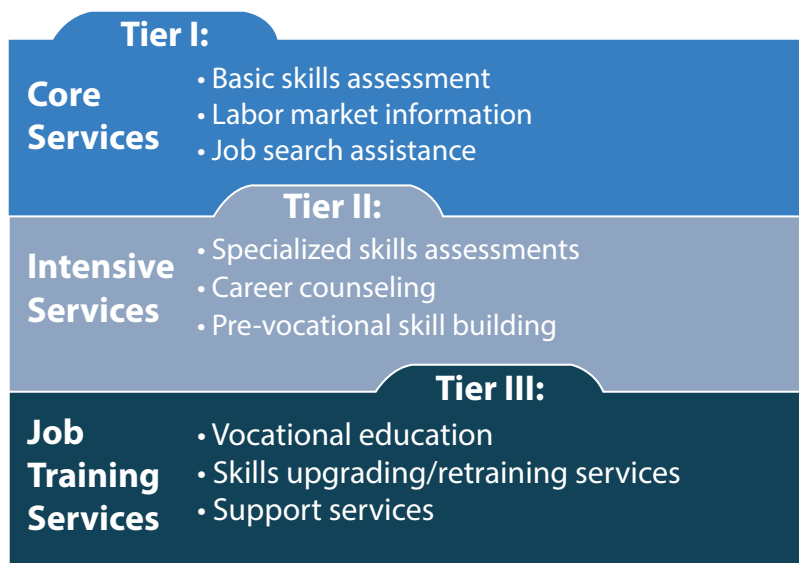 Tier I:
Core
Services
• Basic skills assessment
• Labor market information
• Job search assistance
Tier II:
Intensive
Services
• Specialized skills assessments
• Career counseling
• Pre-vocational skill building
Tier III:
Job
Training
Services
• Vocational education
• Skills upgrading/retraining services
• Support services